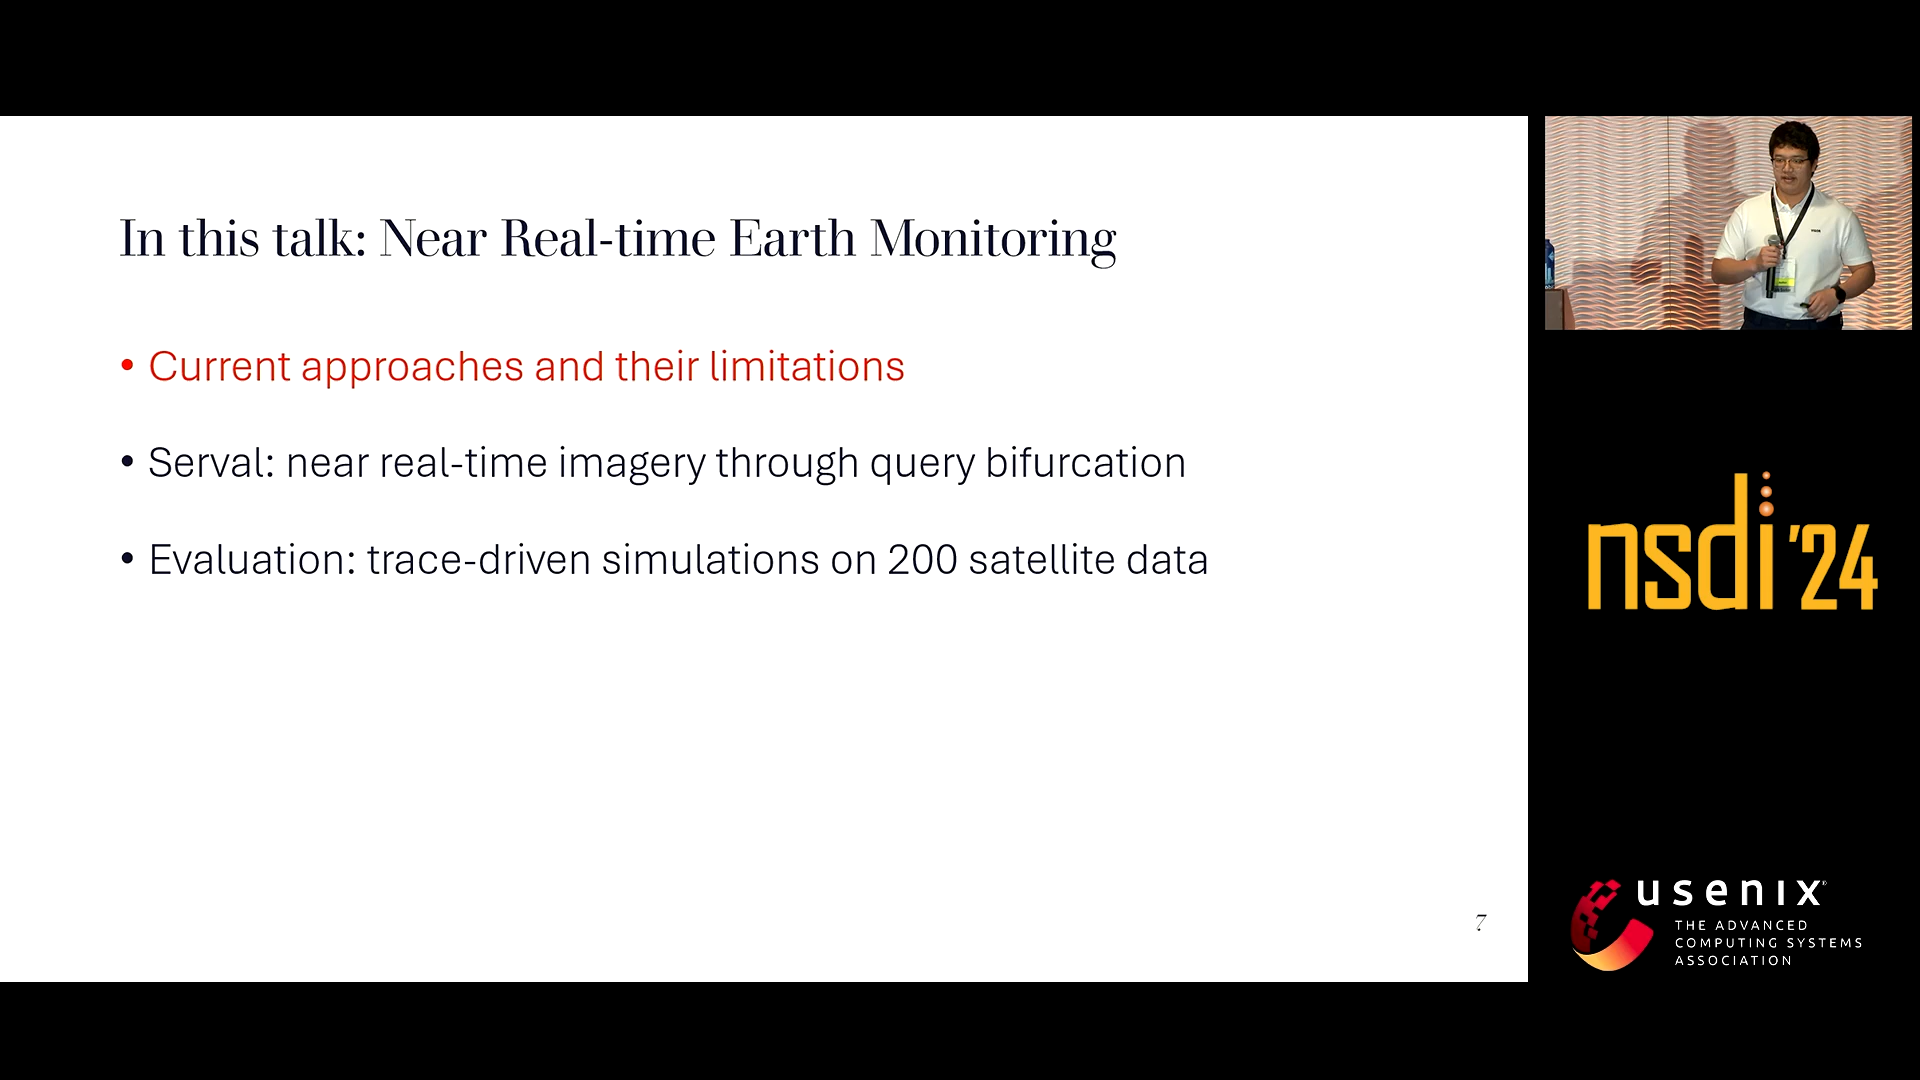 In this talk: Near Real-time Earth Monitoring
• Current approaches and their limitations
• Serval: near real-time imagery through query bifurcation
• Evaluation: trace-driven simulations on 200 satellite data
7
nsdi '24
usenix
THE ADVANCED
COMPUTING SYSTEMS
ASSOCIATION